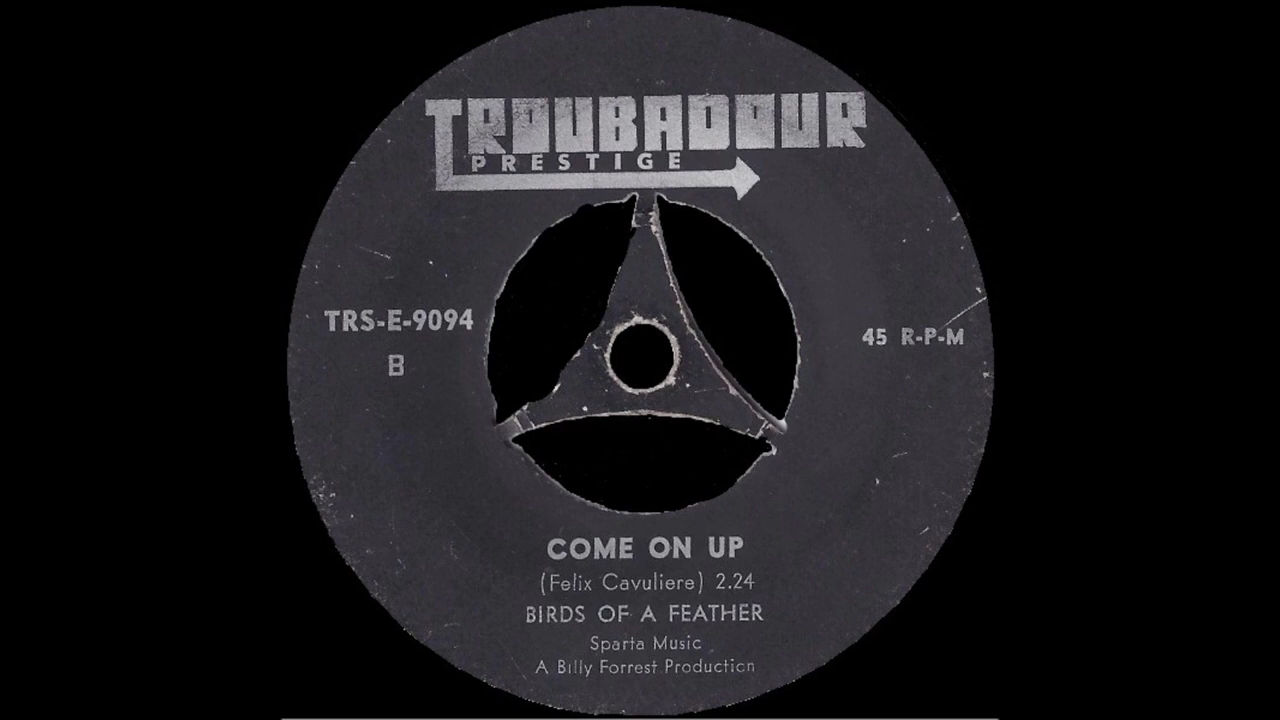 TROUBADOUR
PRESTIGE
TRS-E-9094
B
45 R-P-M
COME ON UP
(Felix Cavuliere) 2.24
BIRDS OF A FEATHER
Sparta Music
A Billy Forrest Production